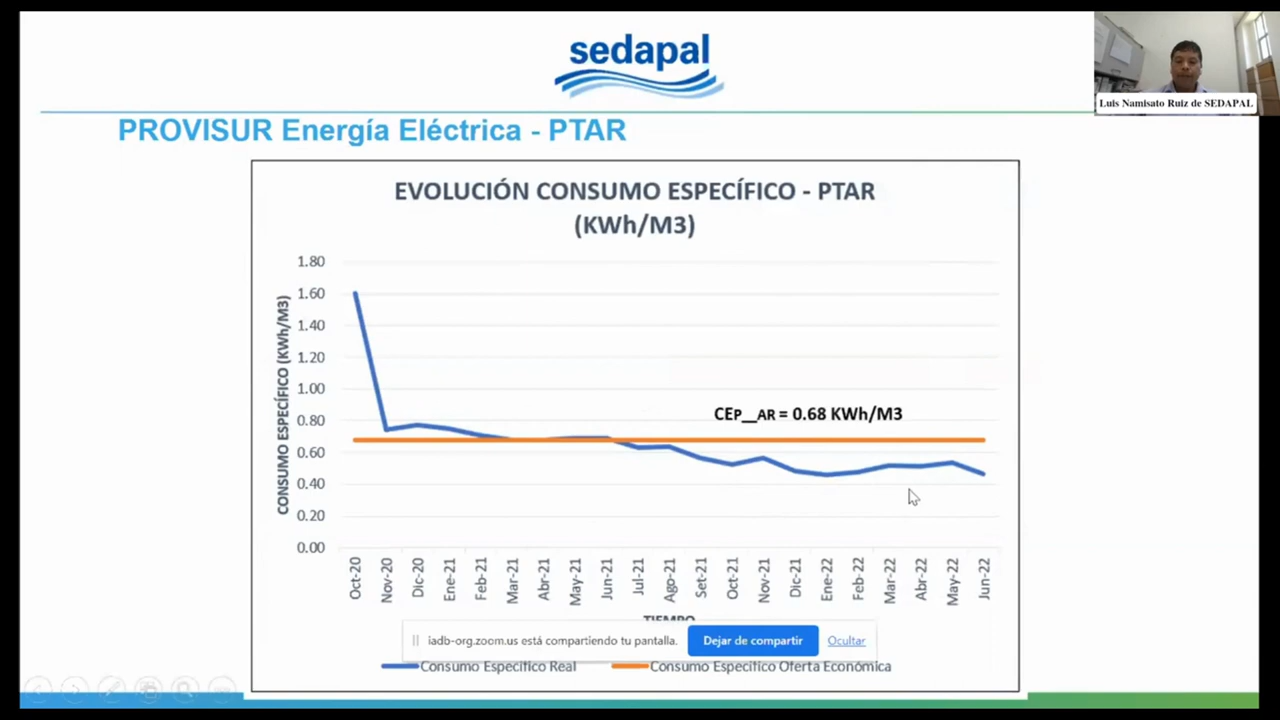 sedapal
Luis Namisato Ruiz de SEDAPAL
PROVISUR Energía Eléctrica - PTAR
EVOLUCIÓN CONSUMO ESPECÍFICO - PTAR
(KWh/M3)
CONSUMO ESPECÍFICO (KWh/M3)
1.80
1.60
1.40
1.20
1.00
0.80
0.60
0.40
0.20
0.00
CEP__AR = 0.68 KWh/M3
Oct-20
Nov-20
Dic-20
Ene-21
Feb-21
Mar-21
Abr-21
May-21
Jun-21
Jul-21
Ago-21
Set-21
Oct-21
Nov-21
Dic-21
Ene-22
Feb-22
Mar-22
Abr-22
May-22
Jun-22
TIEMPO
iadb-org.zoom.us está compartiendo tu pantalla.
Dejar de compartir
Ocultar
Consumo Específico Real
Consumo Específico Oferta Económica